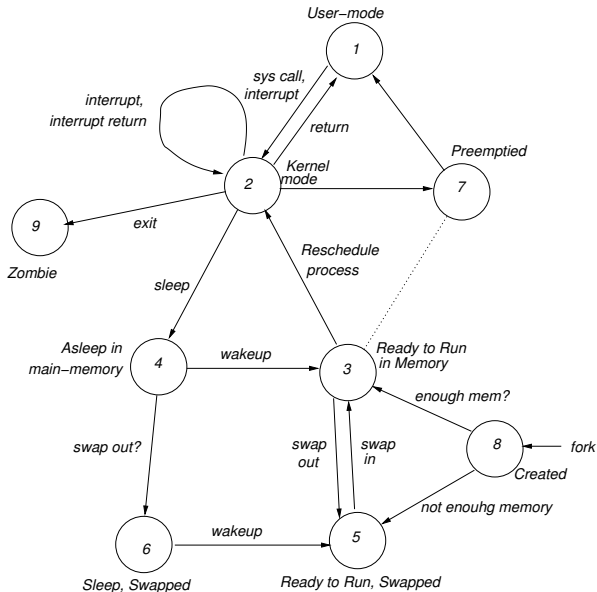 User-mode
1
sys call,
interrupt
return
interrupt,
interrupt return
Kernel
mode
2
Preemptied
7
9
Zombie
exit
sleep
Reschedule
process
Asleep in
main-memory
4
wakeup
3
Ready to Run
in Memory
enough mem?
8
fork
Created
not enouhg memory
swap out?
swap
out
swap
in
6
Sleep, Swapped
wakeup
5
Ready to Run, Swapped